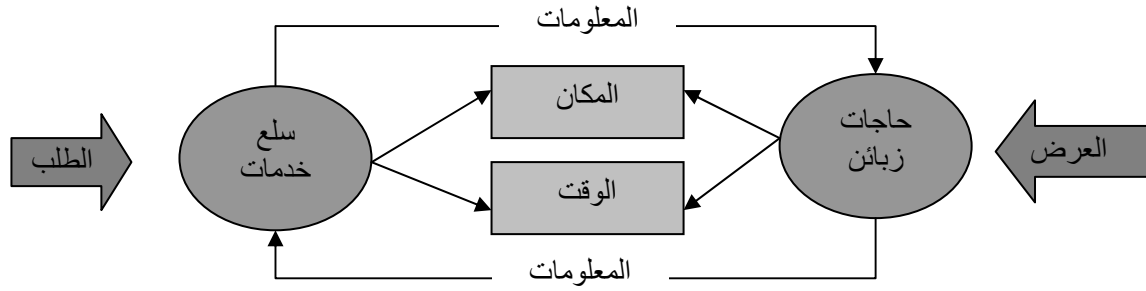 المعلومات
المكان
حاجات
زبائن
سلع
خدمات
العرض
الطلب
الوقت
المعلومات